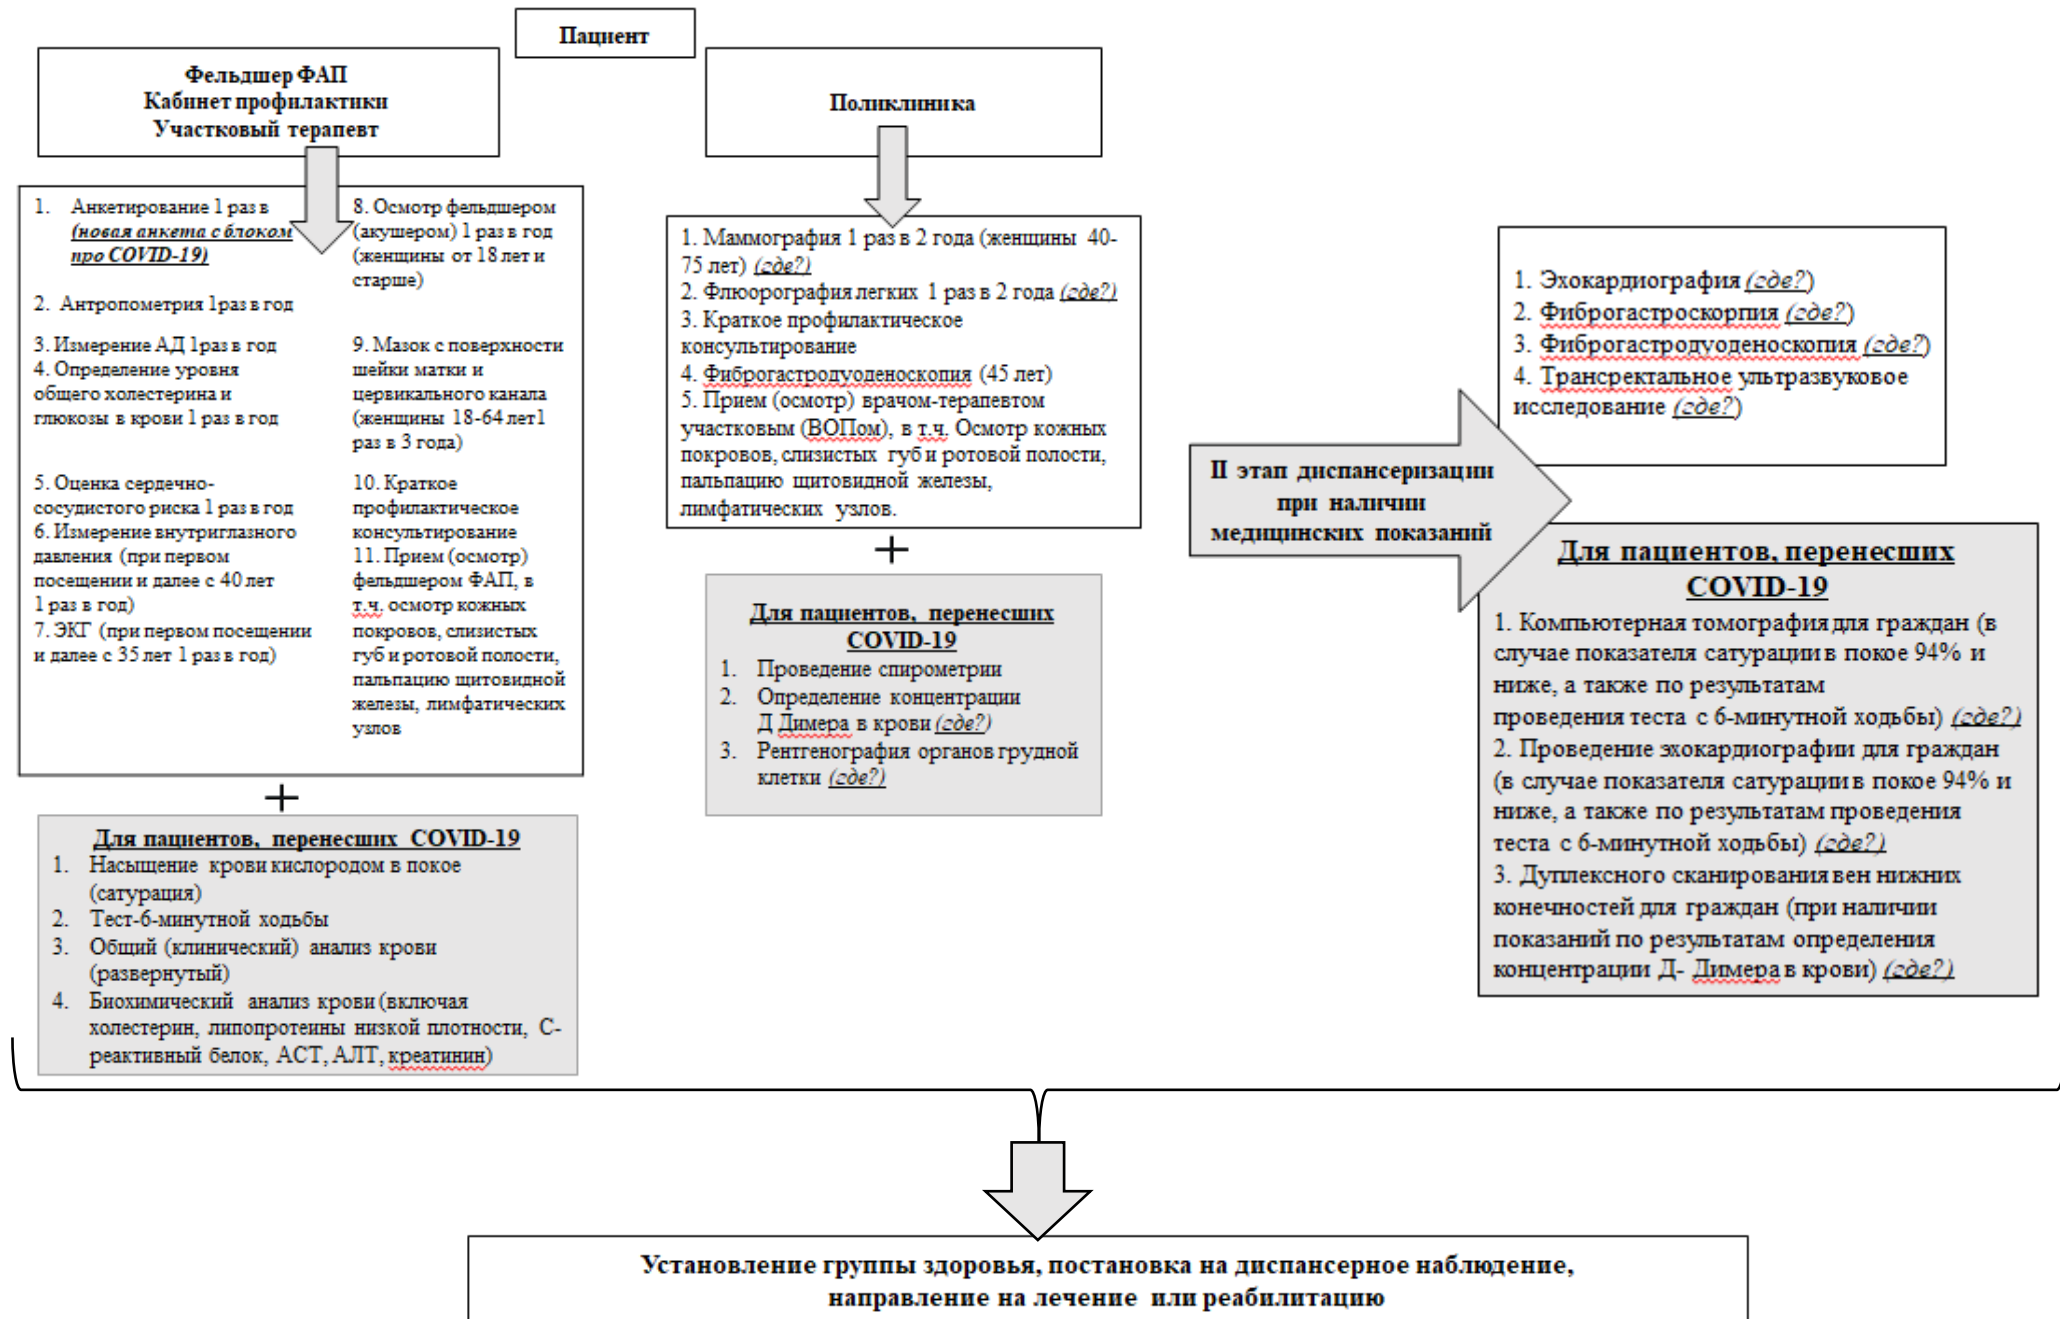 Пациент
Фельдшер ФАП
Кабинет профилактики
Участковый терапевт
1. Анкетирование 1 раз в
(новая анкета с блоком
про COVID-19)
2. Антропометрия 1раз в год
3. Измерение АД 1раз в год
4. Определение уровня
общего холестерина и
глюкозы в крови 1 раз в год
5. Оценка сердечно-
сосудистого риска 1 раз в год
6. Измерение внутриглазного
давления (при первом
посещении и далее с 40 лет
1 раз в год)
7. ЭКГ (при первом посещении
и далее с 35 лет 1 раз в год)
8. Осмотр фельдшером
(акушером) 1 раз в год
(женщины от 18 лет и
старше)
9. Мазок с поверхности
шейки матки и
цервикального канала
(женщины 18-64 лет1
раз в 3 года)
10. Краткое
профилактическое
консультирование
11. Прием (осмотр)
фельдшером ФАП, в
т.ч. осмотр кожных
покровов, слизистых
губ и ротовой полости,
пальпацию щитовидной
железы, лимфатических
узлов
+
Для пациентов, перенесших COVID-19
1. Насыщение крови кислородом в покое
(сатурация)
2. Тест-6-минутной ходьбы
3. Общий (клинический) анализ крови
(развернутый)
4. Биохимический анализ крови (включая
холестерин, липопротеины низкой плотности, С-
реактивный белок, АСТ, АЛТ, креатинин)
Поликлиника
1. Маммография 1 раз в 2 года (женщины 40-
75 лет) (где?)
2. Флюорография легких 1 раз в 2 года (где?)
3. Краткое профилактическое
консультирование
4. Фиброгастродуоденоскопия (45 лет)
5. Прием (осмотр) врачом-терапевтом
участковым (ВОПом), в т.ч. Осмотр кожных
покровов, слизистых губ и ротовой полости,
пальпацию щитовидной железы,
лимфатических узлов.
+
Для пациентов, перенесших
COVID-19
1. Проведение спирометрии
2. Определение концентрации
Д Димера в крови (где?)
3. Рентгенография органов грудной
клетки (где?)
II этап диспансеризации
при наличии
медицинских показаний
1. Эхокардиография (где?)
2. Фиброгастроскорпия (где?)
3. Фиброгастродуоденоскопия (где?)
4. Трансректальное ультразвуковое
исследование (где?)
Для пациентов, перенесших
COVID-19
1. Компьютерная томография для граждан (в
случае показателя сатурации в покое 94% и
ниже, а также по результатам
проведения теста с 6-минутной ходьбы) (где?)
2. Проведение эхокардиографии для граждан
(в случае показателя сатурации в покое 94% и
ниже, а также по результатам проведения
теста с 6-минутной ходьбы) (где?)
3. Дуплексного сканирования вен нижних
конечностей для граждан (при наличии
показаний по результатам определения
концентрации Д- Димера в крови) (где?)
Установление группы здоровья, постановка на диспансерное наблюдение,
направление на лечение или реабилитацию